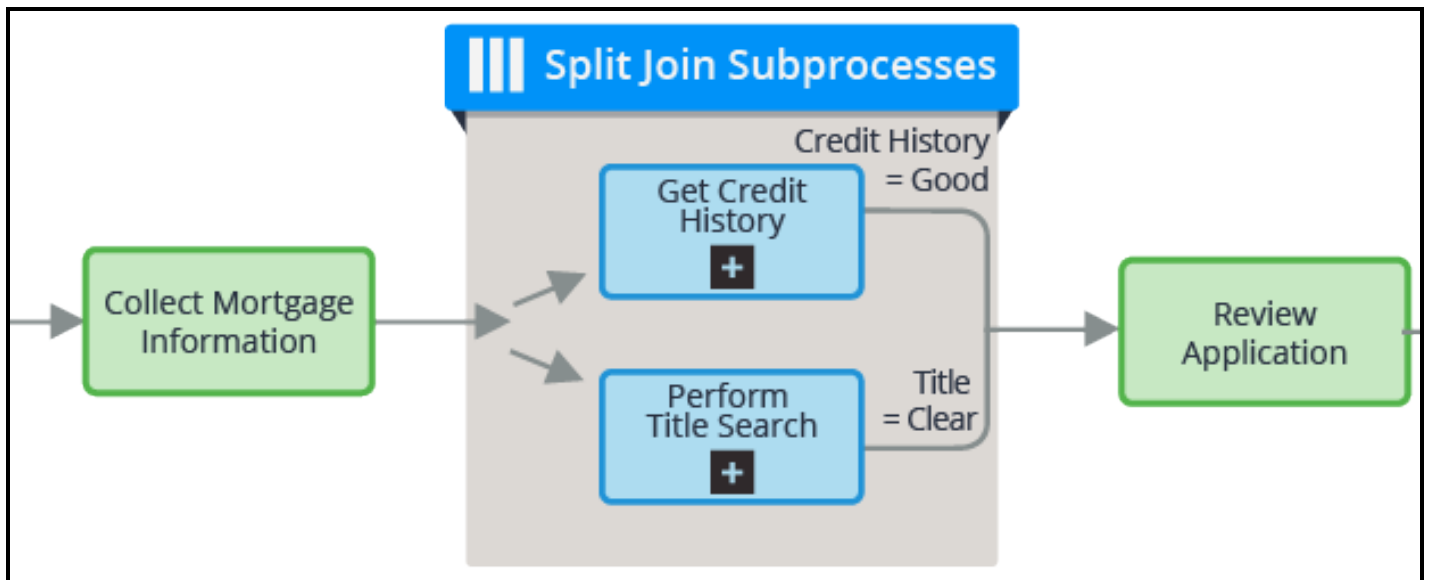 Split Join Subprocesses
Credit History
= Good
Get Credit
History
Collect Mortgage
Information
Perform
Title Search
Title
= Clear
Review
Application